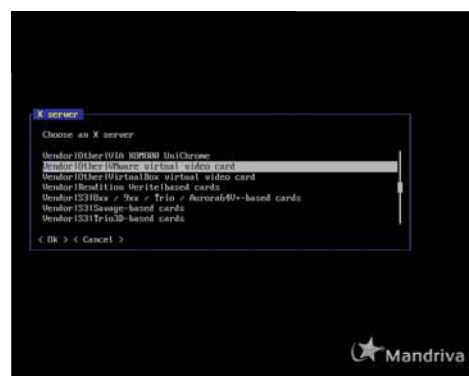 X server
Choose an X server
Vendor|Other|VIA KM800 UniChrome
Vendor|Other|VMware virtual video card
Vendor|Other|VirtualBox virtual video card
Vendor|Rendition Verite|based cards
Vendor|S3|8xx / 9xx / Trio / Aurora64V+-based cards
Vendor|S3|Savage-based cards
Vendor|S3|Trio3D-based cards
< Ok > < Cancel >
Mandriva